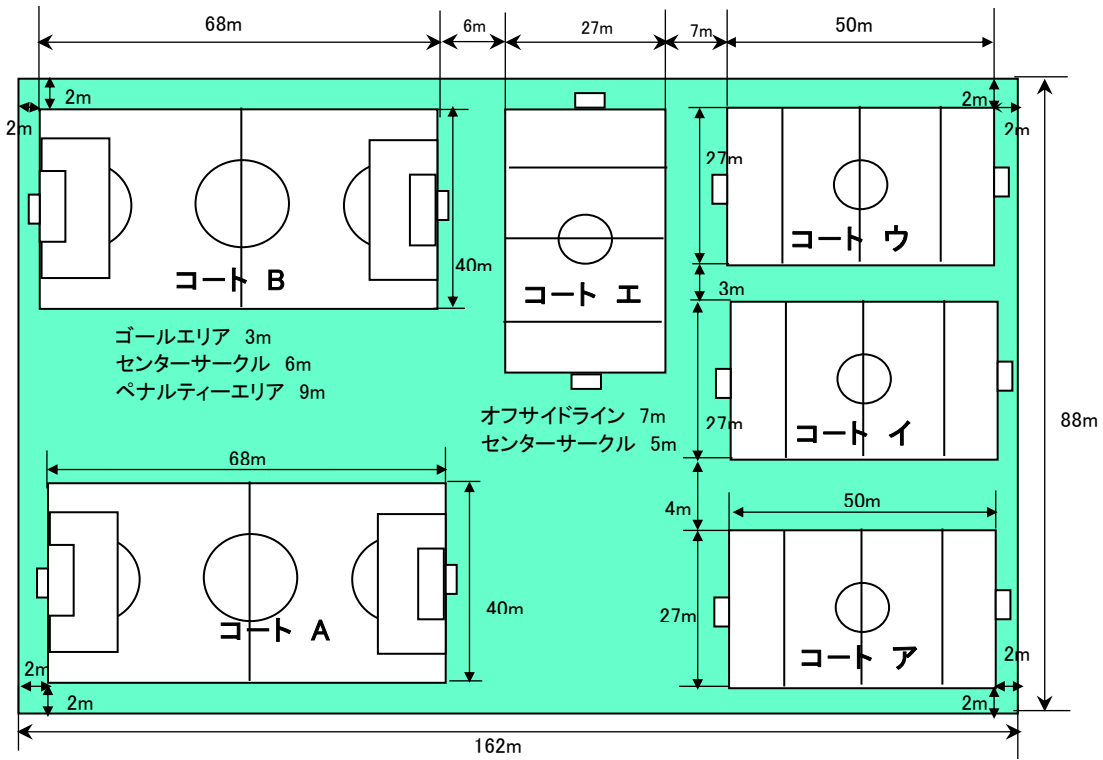 68m
6m
27m
7m
50m
2m
2m
2m
2m
27m
40m
コート B
コート エ
コート ウ
3m
ゴールエリア 3m
センターサークル 6m
ペナルティーエリア 9m
オフサイドライン 7m
センターサークル 5m
27m
コート イ
88m
68m
4m
50m
40m
27m
コート A
コート ア
2m
2m
2m
2m
162m